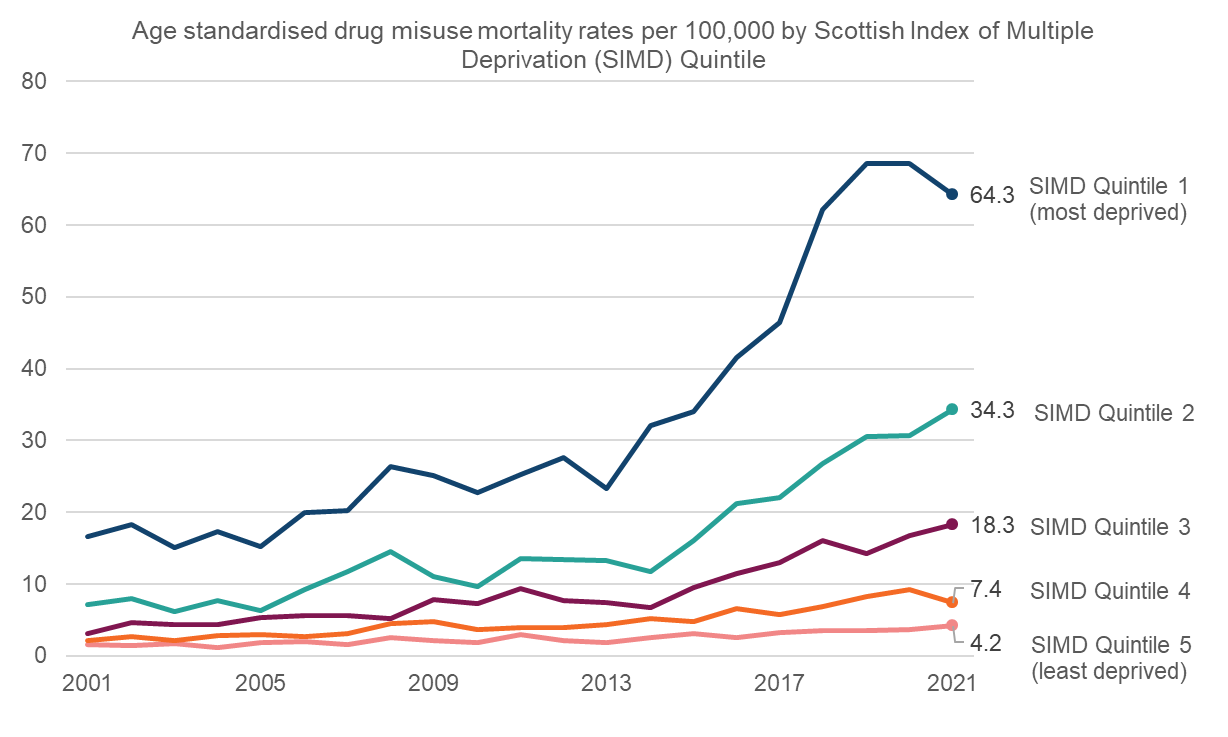 Age standardised drug misuse mortality rates per 100,000 by Scottish Index of Multiple
Deprivation (SIMD) Quintile
80
70
60
50
40
30
20
10
0
2001
2005
2009
2013
2017
2021
64.3
SIMD Quintile 1
(most deprived)
34.3
SIMD Quintile 2
18.3
SIMD Quintile 3
7.4
SIMD Quintile 4
4.2
SIMD Quintile 5
(least deprived)